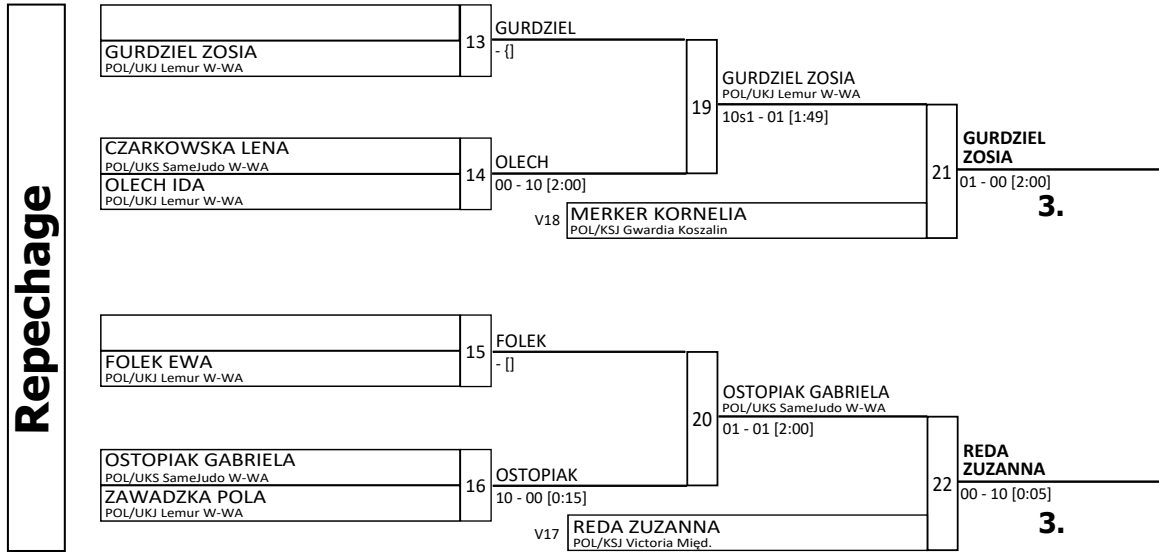 Repechage
13
GURDZIEL ZOSIA
POL/UKJ Lemur W-WA
GURDZIEL
- {]
CZARKOWSKA LENA
POL/UKS SameJudo W-WA
OLECH IDA
POL/UKJ Lemur W-WA
14
OLECH
00 - 10 [2:00]
19
GURDZIEL ZOSIA
POL/UKJ Lemur W-WA
10s1 - 01 [1:49]
V18
MERKER KORNELIA
POL/KSJ Gwardia Koszalin
21
GURDZIEL
ZOSIA
01 - 00 [2:00]
3.
15
FOLEK EWA
POL/UKJ Lemur W-WA
FOLEK
- []
OSTOPIAK GABRIELA
POL/UKS SameJudo W-WA
ZAWADZKA POLA
POL/UKJ Lemur W-WA
16
OSTOPIAK
10 - 00 [0:15]
20
OSTOPIAK GABRIELA
POL/UKS SameJudo W-WA
01 - 01 [2:00]
V17
REDA ZUZANNA
POL/KSJ Victoria Międ.
22
REDA
ZUZANNA
00 - 10 [0:05]
3.